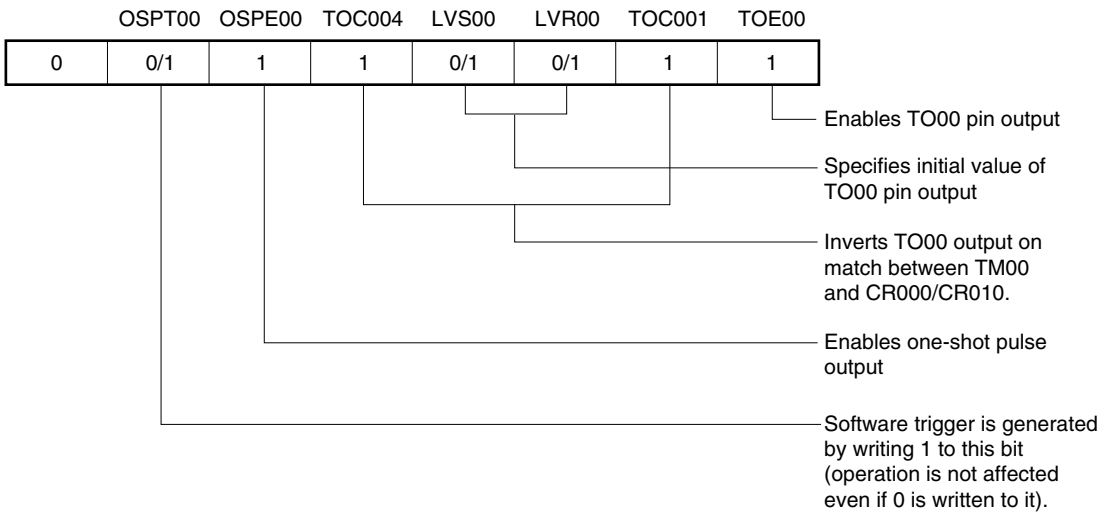 OSPT00 OSPE00 TOC004 LVS00 LVR00 TOC001 TOE00
0 0/1 1 1 0/1 0/1 1 1
Enables TO00 pin output
Specifies initial value of
TO00 pin output
Inverts TO00 output on
match between TM00
and CR000/CR010.
Enables one-shot pulse
output
Software trigger is generated
by writing 1 to this bit
(operation is not affected
even if 0 is written to it).